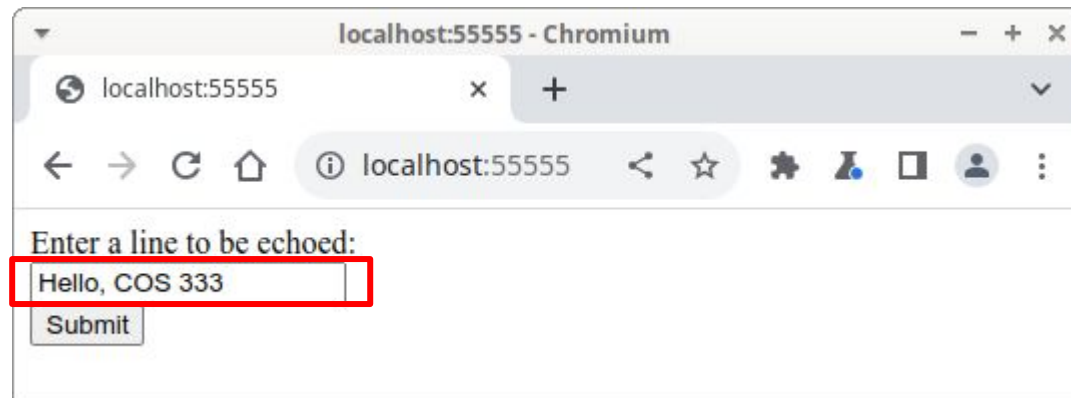 localhost:55555 - Chromium
localhost:55555
localhost:55555
Enter a line to be echoed:
Hello, COS 333
Submit